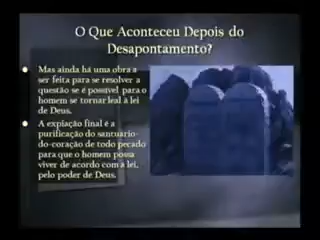 O Que Aconteceu Depois do
Desapontamento?
Mas ainda há uma obra a
ser feita para se resolver a
questão se é possível para o
homem se tornar leal à lei
de Deus.
A expiação final é a
purificação do santuário-
do-coração de todo pecado
para que o homem possa
viver de acordo com a lei,
pelo poder de Deus.